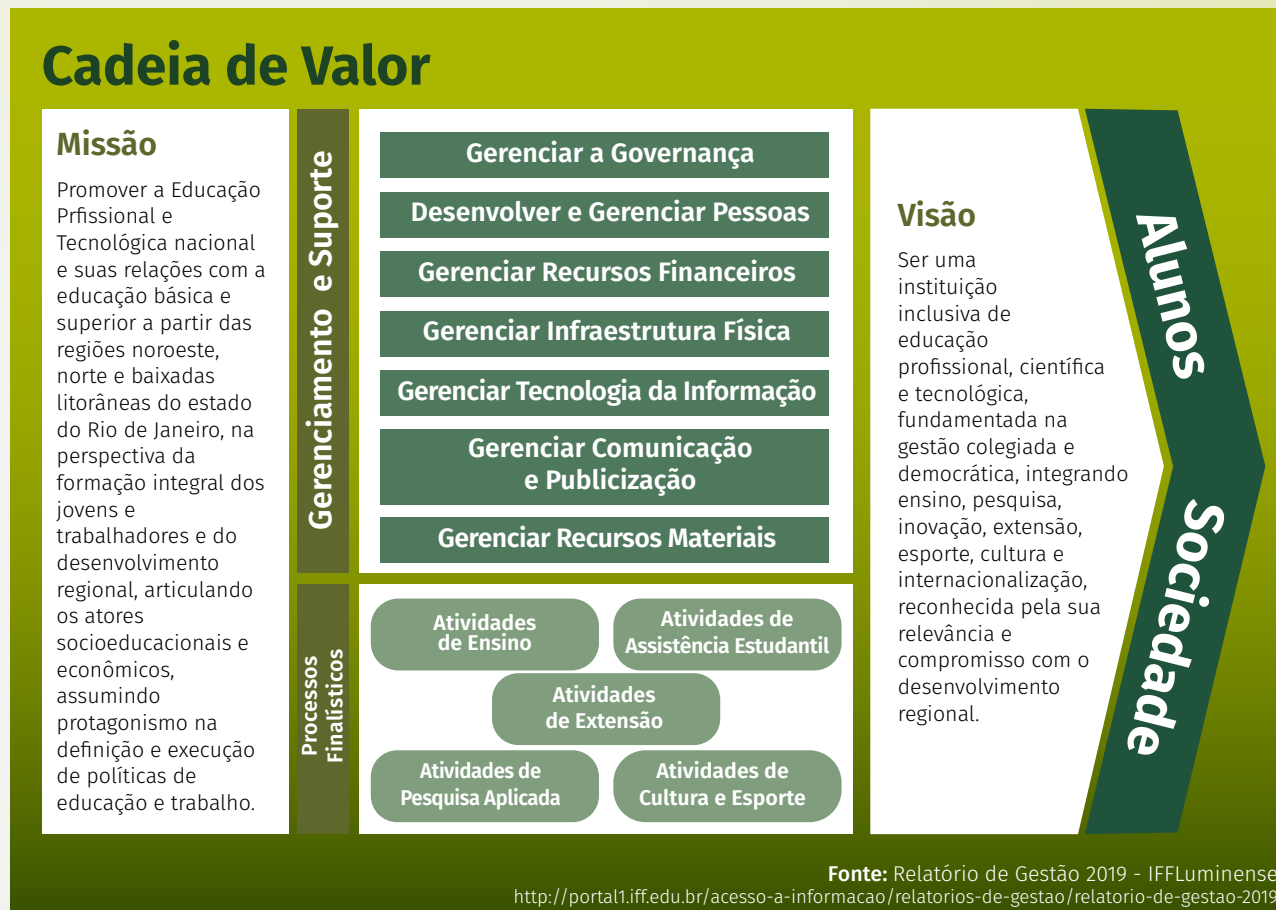 Cadeia de Valor
Missão
Promover a Educação
Prfissional e
Tecnológica nacional
e suas relações com a
educação básica e
superior a partir das
regiões noroeste,
norte e baixadas
litorâneas do estado
do Rio de Janeiro, na
perspectiva da
formação integral dos
jovens e
trabalhadores e do
desenvolvimento
regional, articulando
os atores
socioeducacionais e
econômicos,
assumindo
protagonismo na
definição e execução
de políticas de
educação e trabalho.
Gerenciamento e Suporte
Gerenciar a Governança
Desenvolver e Gerenciar Pessoas
Gerenciar Recursos Financeiros
Gerenciar Infraestrutura Física
Gerenciar Tecnologia da Informação
Gerenciar Comunicação
e Publicização
Gerenciar Recursos Materiais
Processos
Finalísticos
Atividades
de Ensino
Atividades de
Assistência Estudantil
Atividades
de Extensão
Atividades de
Pesquisa Aplicada
Atividades de
Cultura e Esporte
Visão
Ser uma
instituição
inclusiva de
educação
profissional, científica
e tecnológica,
fundamentada na
gestão colegiada e
democrática, integrando
ensino, pesquisa,
inovação, extensão,
esporte, cultura e
internacionalização,
reconhecida pela sua
relevância e
compromisso com o
desenvolvimento
regional.
Alunos
Sociedade
Fonte: Relatório de Gestão 2019 - IFFLuminense
http://portal1.iff.edu.br/acesso-a-informacao/relatorios-de-gestao/relatorio-de-gestao-2019